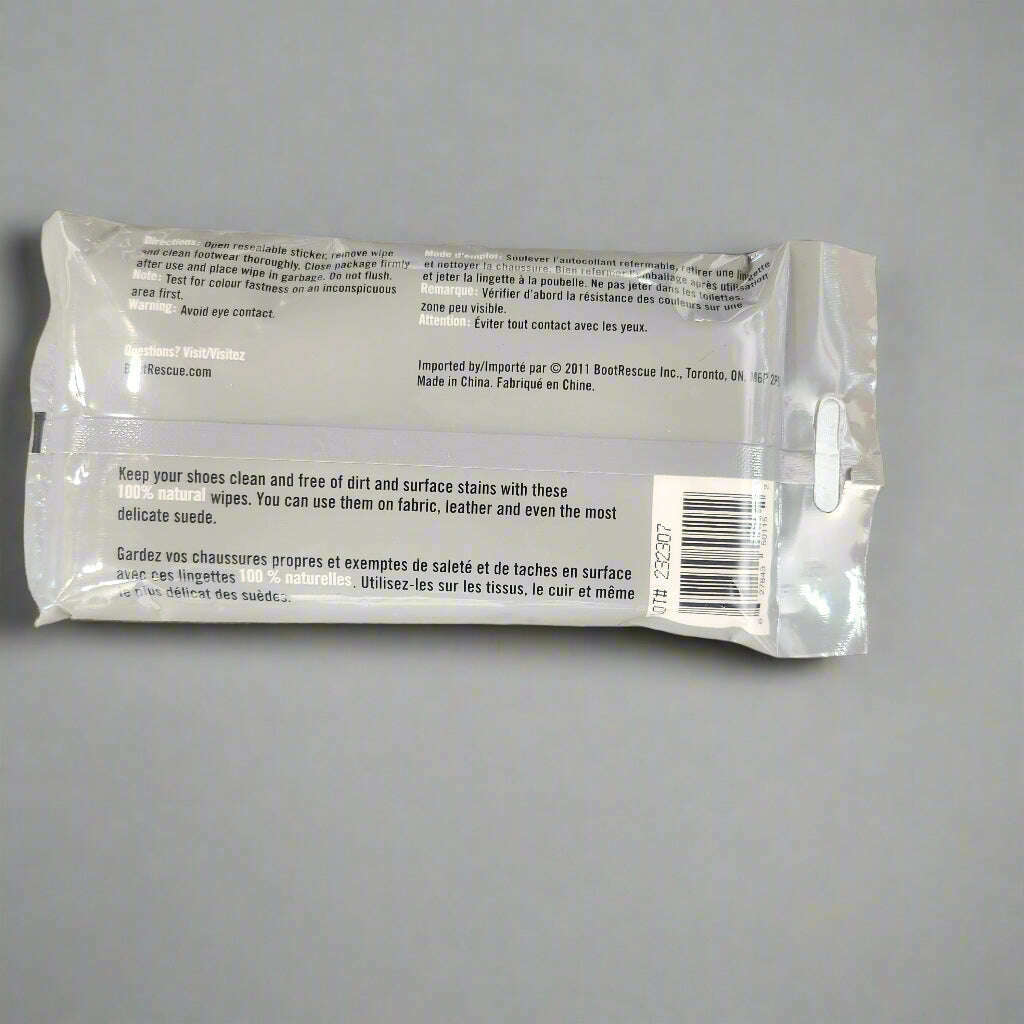 Directions: Open resealable sticker, remove wipe
and clean footwear thoroughly. Close package firmly
after use and place wipe in garbage. Do not flush.
Note: Test for colour fastness on an inconspicuous
area first.
Warning: Avoid eye contact.
Questions? Visit/Visitez
BootRescue.com
Mode d'emploi: Soulever l'autocollant refermable, retirer une lingette
et nettoyer la chaussure. Bien refermer l'emballage après utilisation
et jeter la lingette à la poubelle. Ne pas jeter dans les toilettes.
Remarque: Vérifier d'abord la résistance des couleurs sur une
zone peu visible.
Attention: Éviter tout contact avec les yeux.
Imported by/Importé par © 2011 BootRescue Inc., Toronto, ON, M6P
Made in China. Fabriqué en Chine.
Keep your shoes clean and free of dirt and surface stains with these
100% natural wipes. You can use them on fabric, leather and even the most
delicate suede.
Gardez vos chaussures propres et exemptes de saleté et de taches en surface
avec ces lingettes 100 % naturelles. Utilisez-les sur les tissus, le cuir et même
le plus délicat des suèdes.
QT# 232307